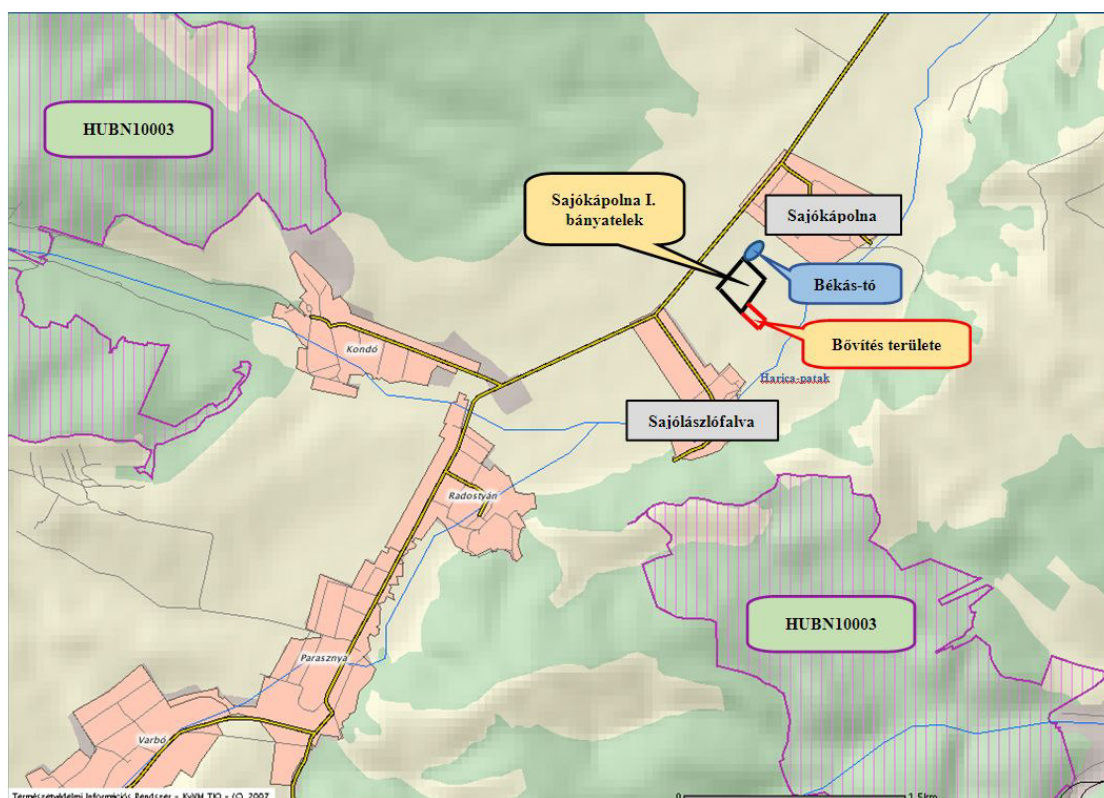 HUBN10003
Sajókápolna I.
bányatelek
Sajókápolna
Békás-tó
Bővítés területe
Kondó
Harica-patak
Sajólászlófalva
Radostyán
HUBN10003
Parasznya
Varbó
Természetvédelmi Információs Rendszer - KvVM TIO - (C) 2007
0 1.5km